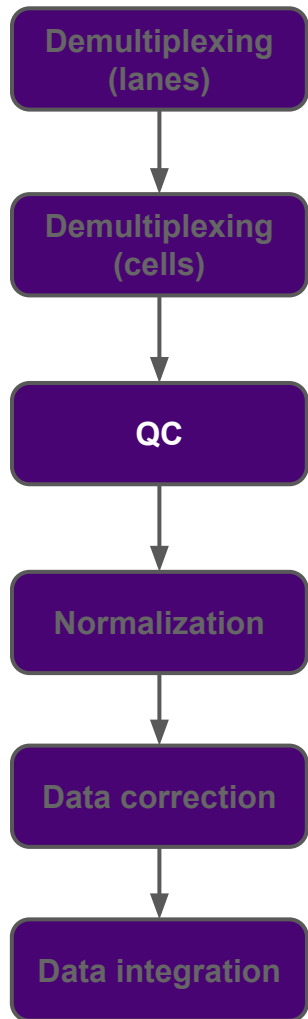 Demultiplexing
(lanes)
Demultiplexing
(cells)
QC
Normalization
Data correction
Data integration